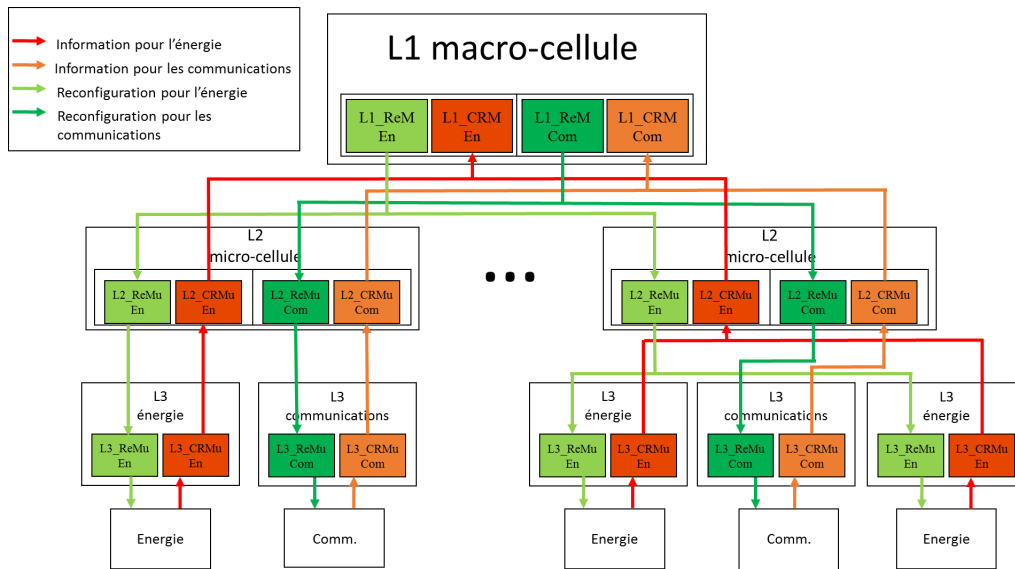 Information pour l'énergie
Information pour les communications
Reconfiguration pour l'énergie
Reconfiguration pour les
communications
L1 macro-cellule
L1_ReM
En
L1_CRM
En
L1_ReM
Com
L1_CRM
Com
L2
micro-cellule
L2_ReMu
En
L2_CRMu
En
L2_ReMu
Com
L2_CRMu
Com
...
L2
micro-cellule
L2_ReMu
En
L2_CRMu
En
L2_ReMu
Com
L2_CRMu
Com
L3
énergie
L3_ReMu
En
L3_CRMu
En
L3
communications
L3_ReMu
Com
L3_CRMu
Com
L3
énergie
L3_ReMu
En
L3_CRMu
En
L3
communications
L3_ReMu
Com
L3_CRMu
Com
L3
énergie
L3_ReMu
En
L3_CRMu
En
Energie
Comm.
Energie
Comm.
Energie